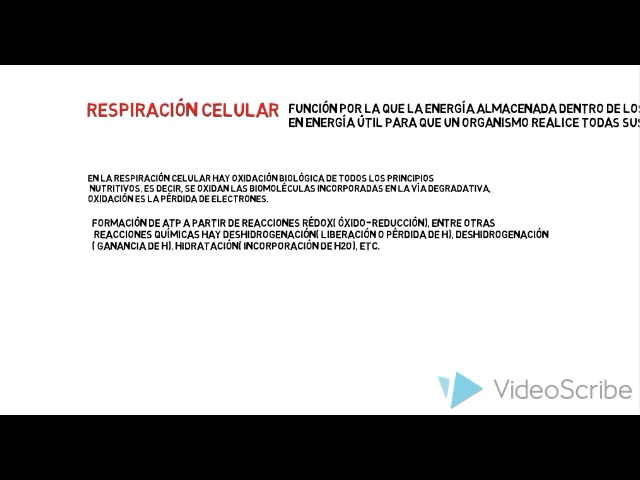 RESPIRACIÓN CELULAR
FUNCIÓN POR LA QUE LA ENERGÍA ALMACENADA DENTRO DE LOS
EN ENERGÍA ÚTIL PARA QUE UN ORGANISMO REALICE TODAS SUS
EN LA RESPIRACIÓN CELULAR HAY OXIDACIÓN BIOLÓGICA DE TODOS LOS PRINCIPIOS
NUTRITIVOS. ES DECIR, SE OXIDAN LAS BIOMOLÉCULAS INCORPORADAS EN LA VÍA DEGRADATIVA,
OXIDACIÓN ES LA PÉRDIDA DE ELECTRONES.
FORMACIÓN DE ATP A PARTIR DE REACCIONES RÉDOX( ÓXIDO-REDUCCIÓN), ENTRE OTRAS
REACCIONES QUÍMICAS HAY DESHIDROGENACIÓN( LIBERACIÓN O PÉRDIDA DE H), DESHIDROGENACIÓN
( GANANCIA DE H), HIDRATACIÓN( INCORPORACIÓN DE H2O), ETC.
VideoScribe